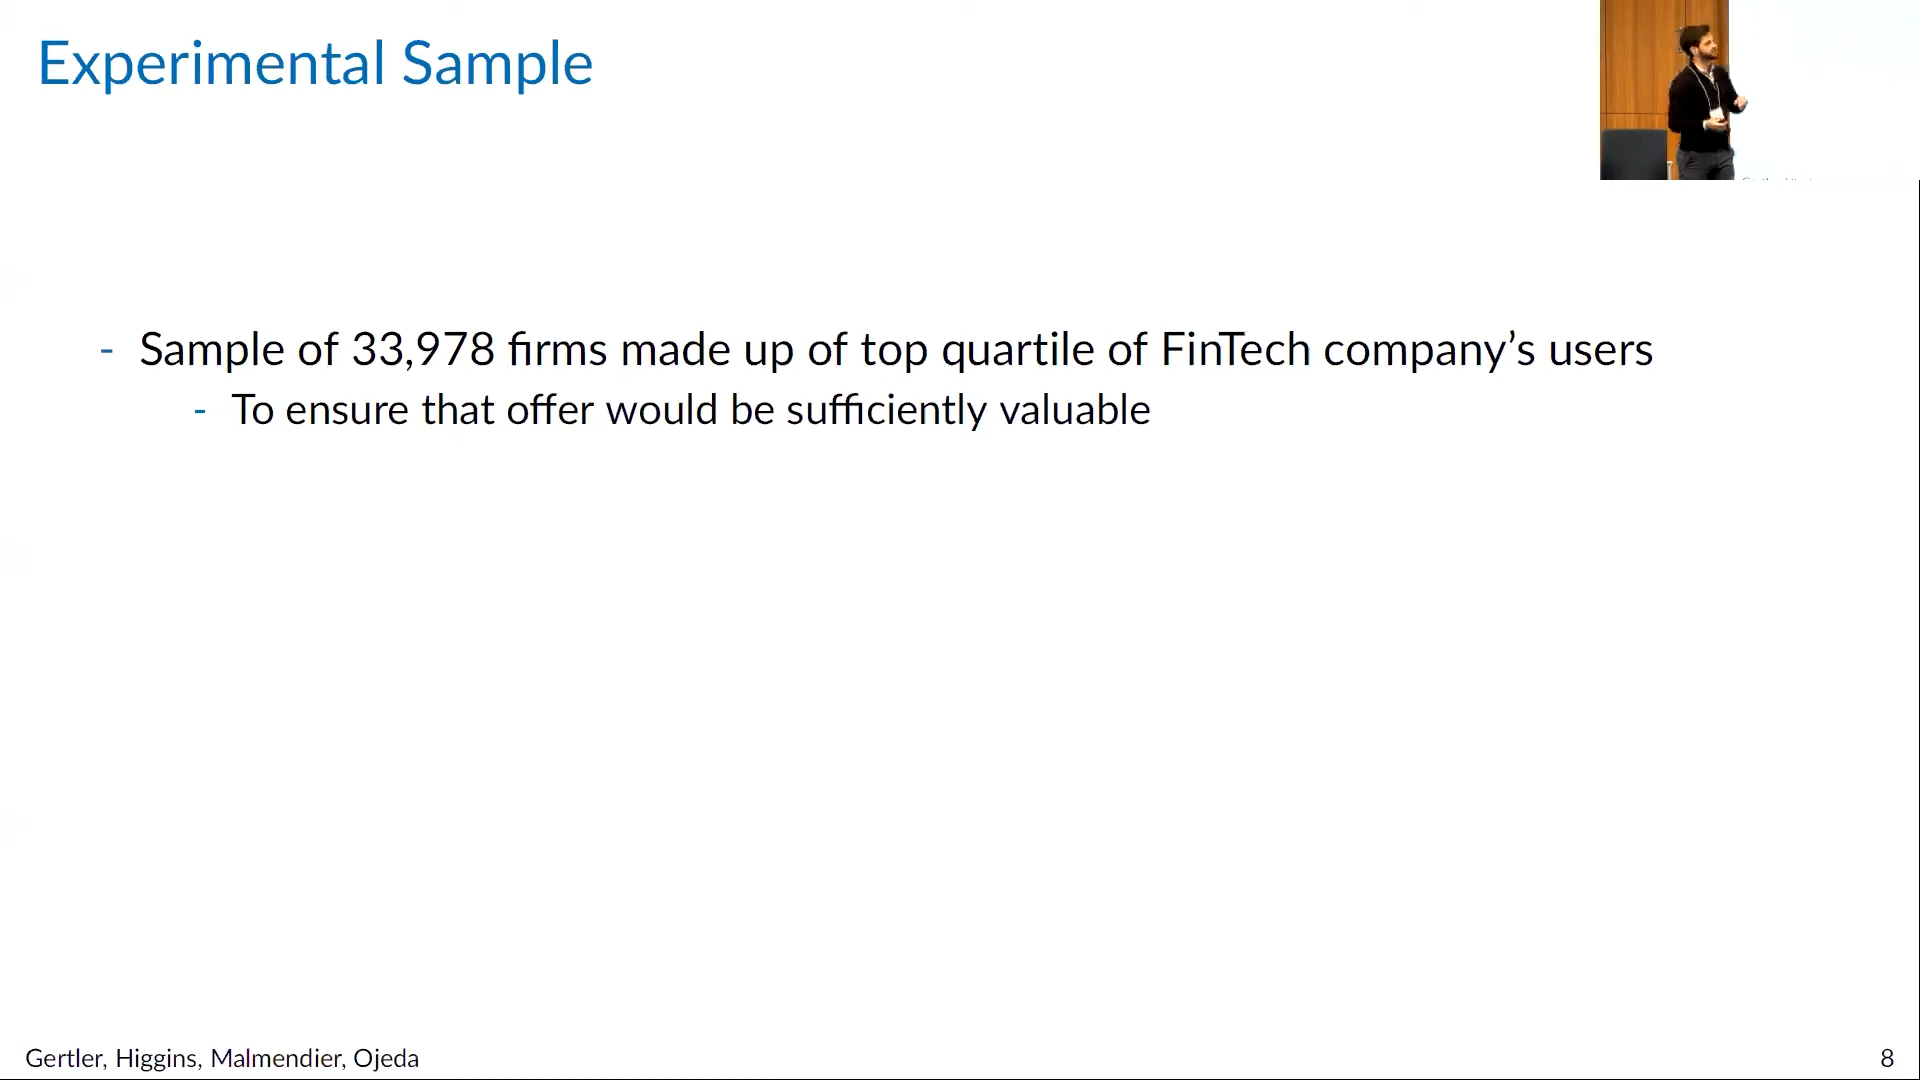 Experimental Sample
- Sample of 33,978 firms made up of top quartile of FinTech company’s users
- To ensure that offer would be sufficiently valuable
Gertler, Higgins, Malmendier, Ojeda
8